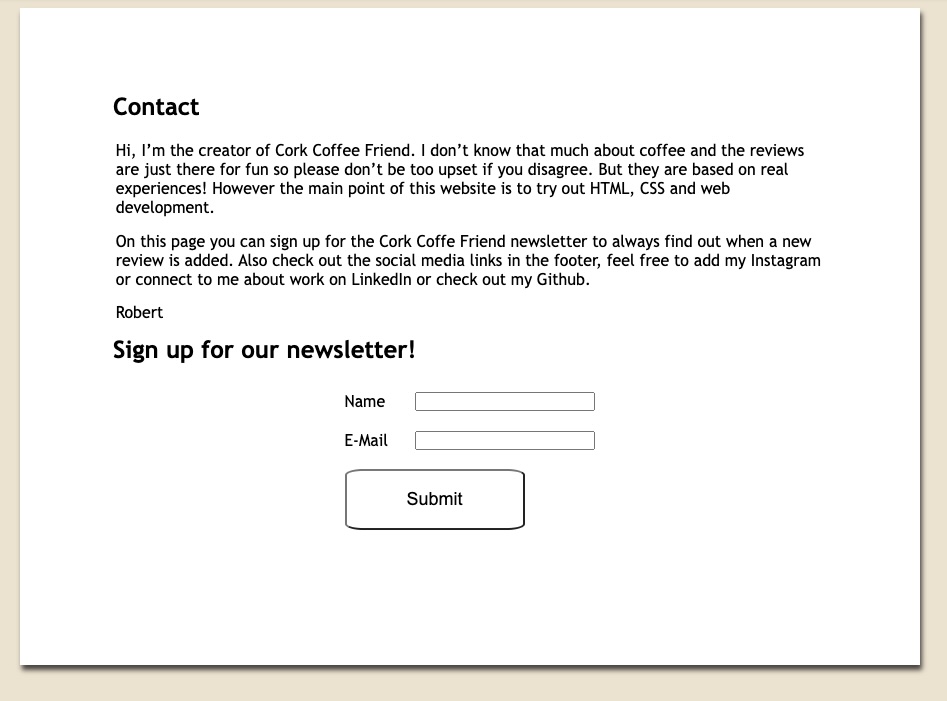 Contact
Hi, I’m the creator of Cork Coffee Friend. I don’t know that much about coffee and the reviews
are just there for fun so please don’t be too upset if you disagree. But they are based on real
experiences! However the main point of this website is to try out HTML, CSS and web
development.
On this page you can sign up for the Cork Coffe Friend newsletter to always find out when a new
review is added. Also check out the social media links in the footer, feel free to add my Instagram
or connect to me about work on LinkedIn or check out my Github.
Robert
Sign up for our newsletter!
Name
E-Mail
Submit